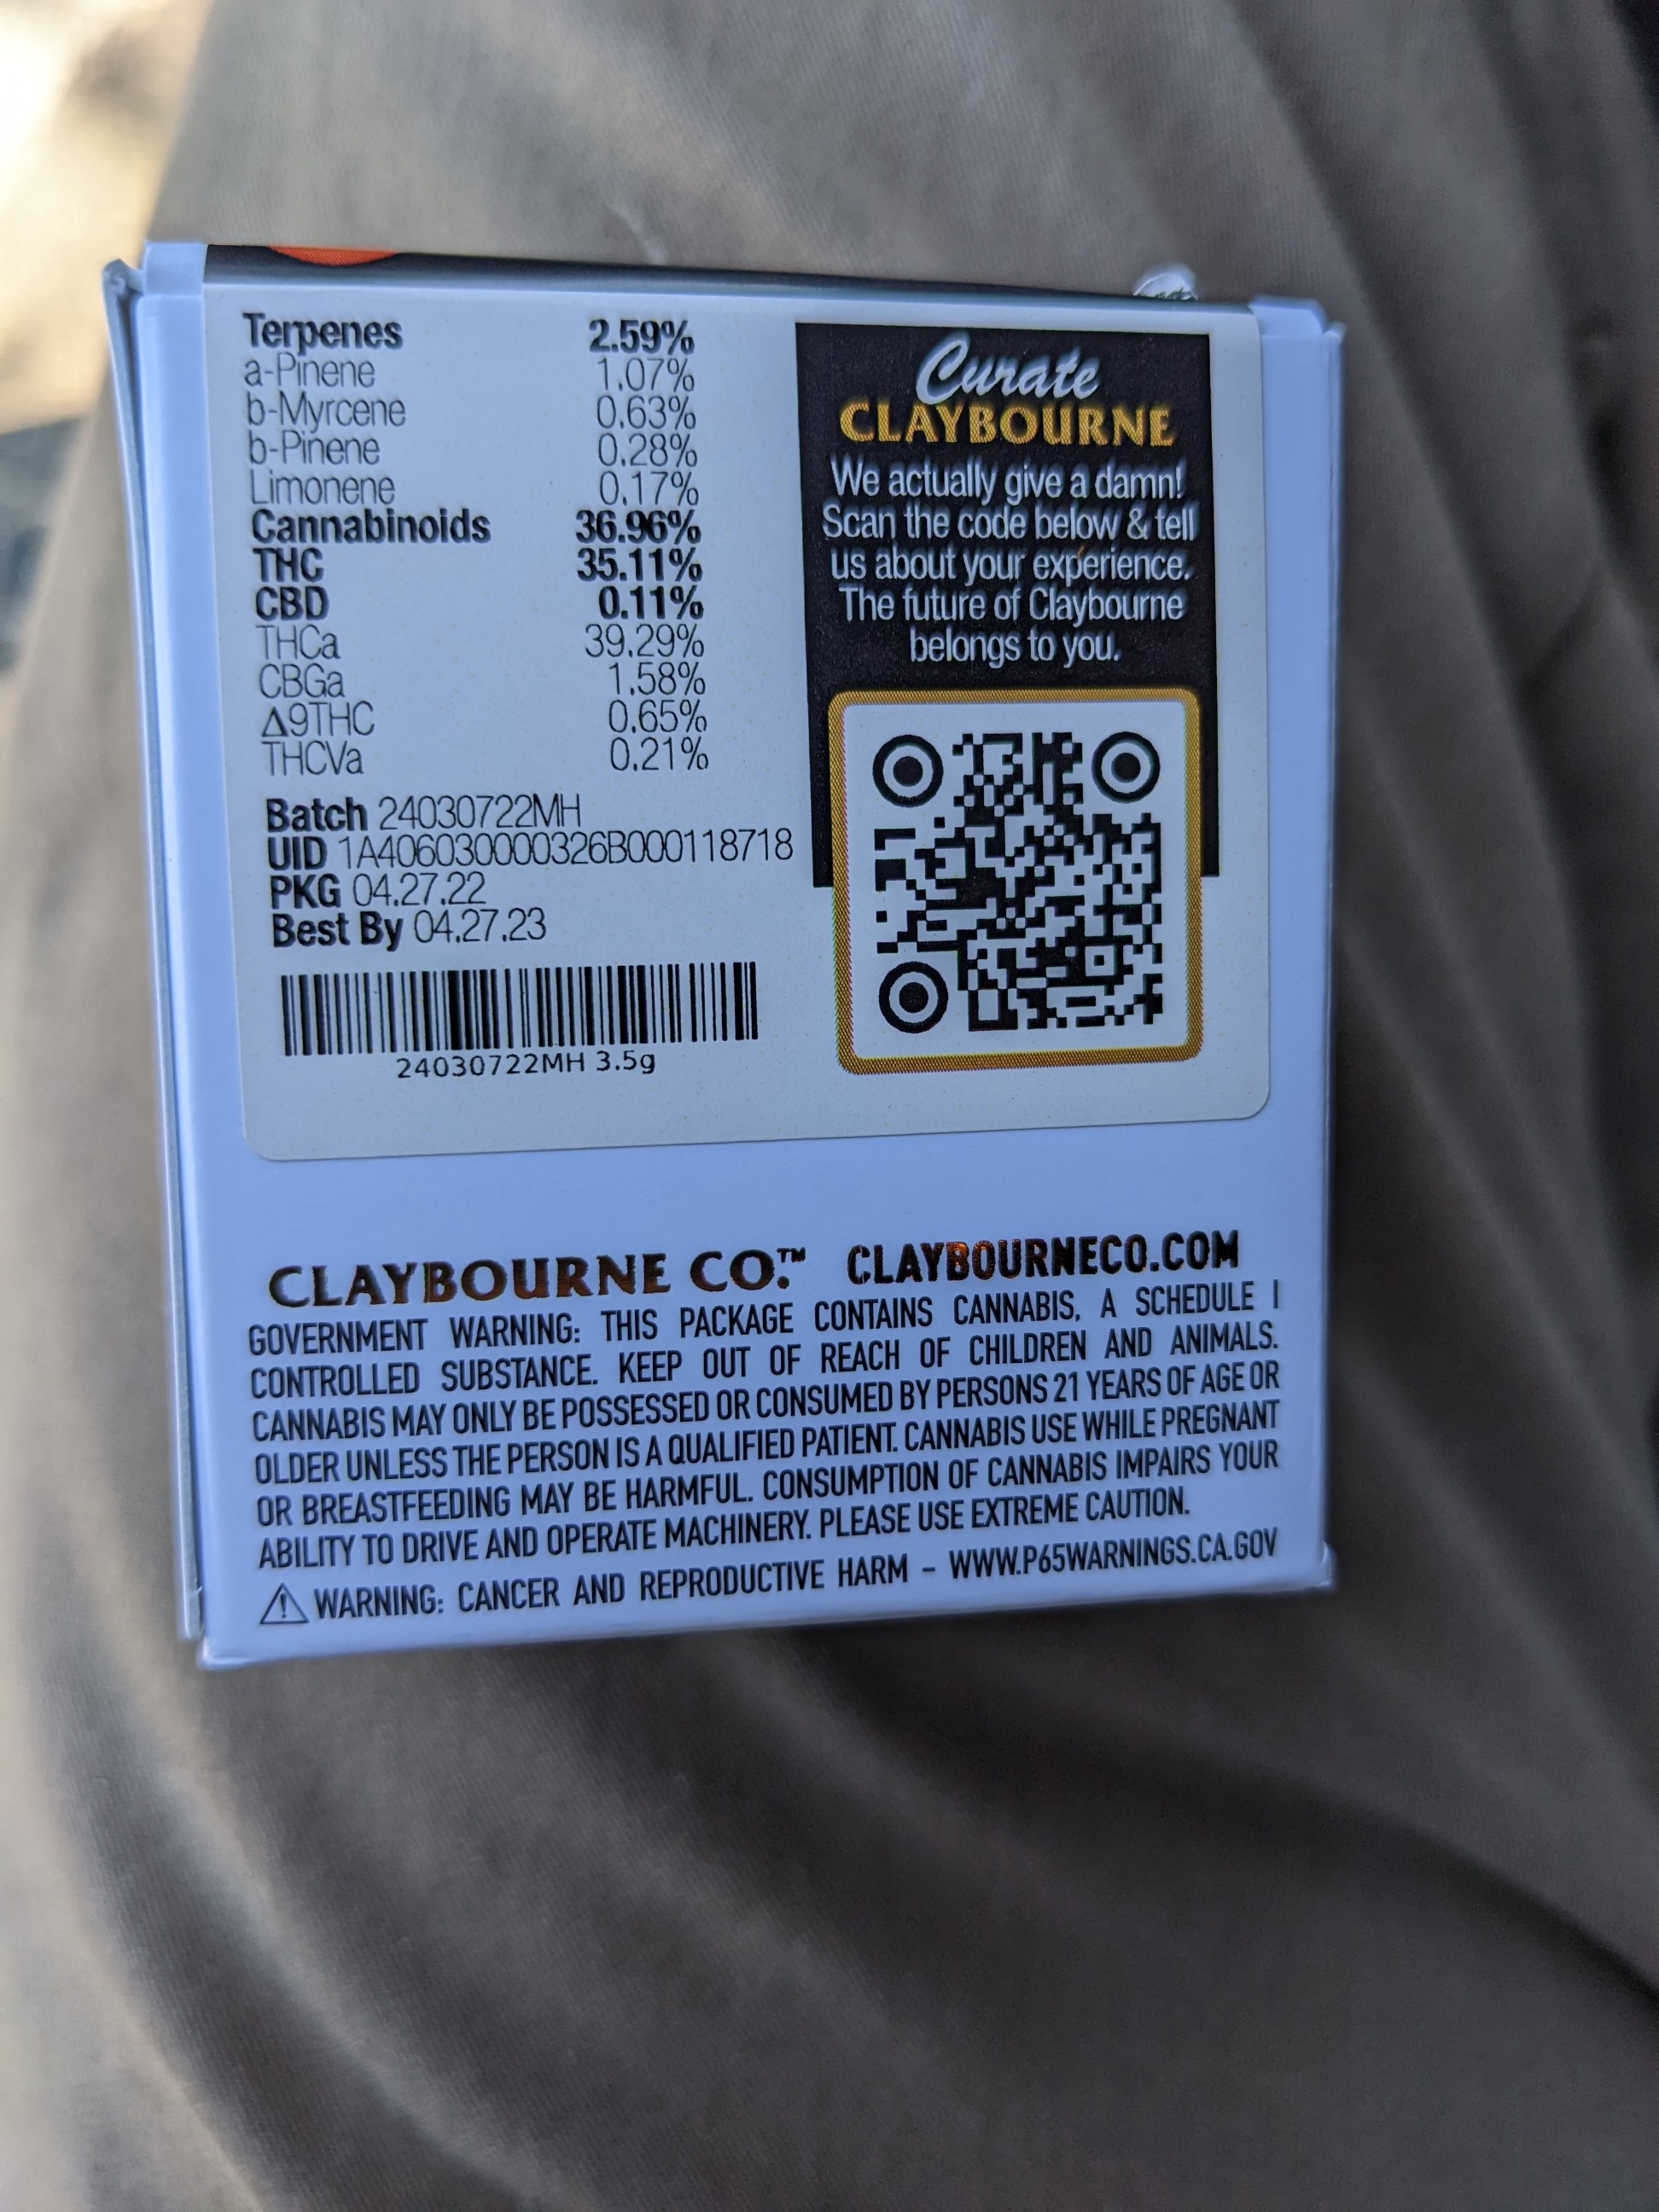 Terpenes 2.59%
a-Pinene 1.07%
b-Myrcene 0.63%
b-Pinene 0.28%
Limonene 0.17%
Cannabinoids 36.96%
THC 35.11%
CBD 0.11%
THCa 39.29%
CBGa 1.58%
Δ9THC 0.65%
THCVa 0.21%
Batch 24030722MH
UID 1A406030000326B000118718
PKG 04.27.22
Best By 04.27.23
24030722MH 3.5g
Curate
CLAYBOURNE
We actually give a damn!
Scan the code below & tell
us about your experience.
The future of Claybourne
belongs to you.
CLAYBOURNE CO.™ CLAYBOURNECO.COM
GOVERNMENT WARNING: THIS PACKAGE CONTAINS CANNABIS, A SCHEDULE I
CONTROLLED SUBSTANCE. KEEP OUT OF REACH OF CHILDREN AND ANIMALS.
CANNABIS MAY ONLY BE POSSESSED OR CONSUMED BY PERSONS 21 YEARS OF AGE OR
OLDER UNLESS THE PERSON IS A QUALIFIED PATIENT. CANNABIS USE WHILE PREGNANT
OR BREASTFEEDING MAY BE HARMFUL. CONSUMPTION OF CANNABIS IMPAIRS YOUR
ABILITY TO DRIVE AND OPERATE MACHINERY. PLEASE USE EXTREME CAUTION.
⚠ WARNING: CANCER AND REPRODUCTIVE HARM – WWW.P65WARNINGS.CA.GOV